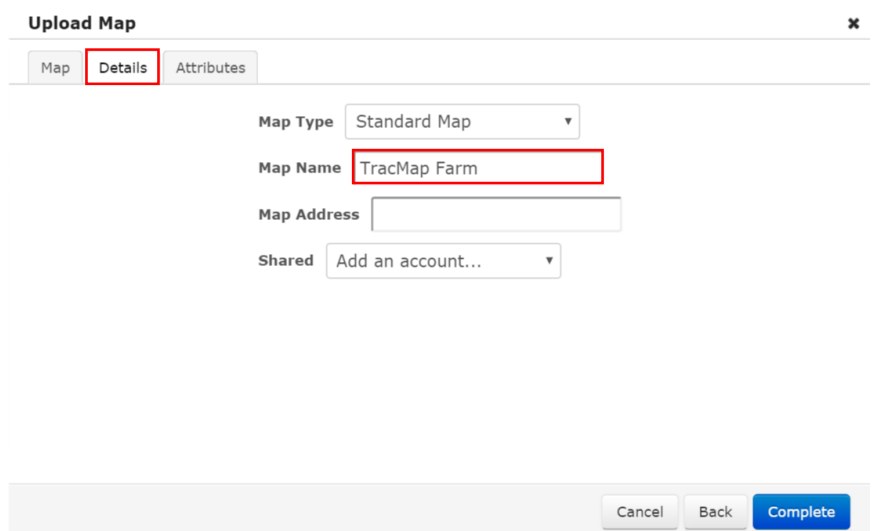 Upload Map ✖
Map Details Attributes
Map Type Standard Map ▼
Map Name TracMap Farm
Map Address
Shared Add an account... ▼
Cancel Back Complete